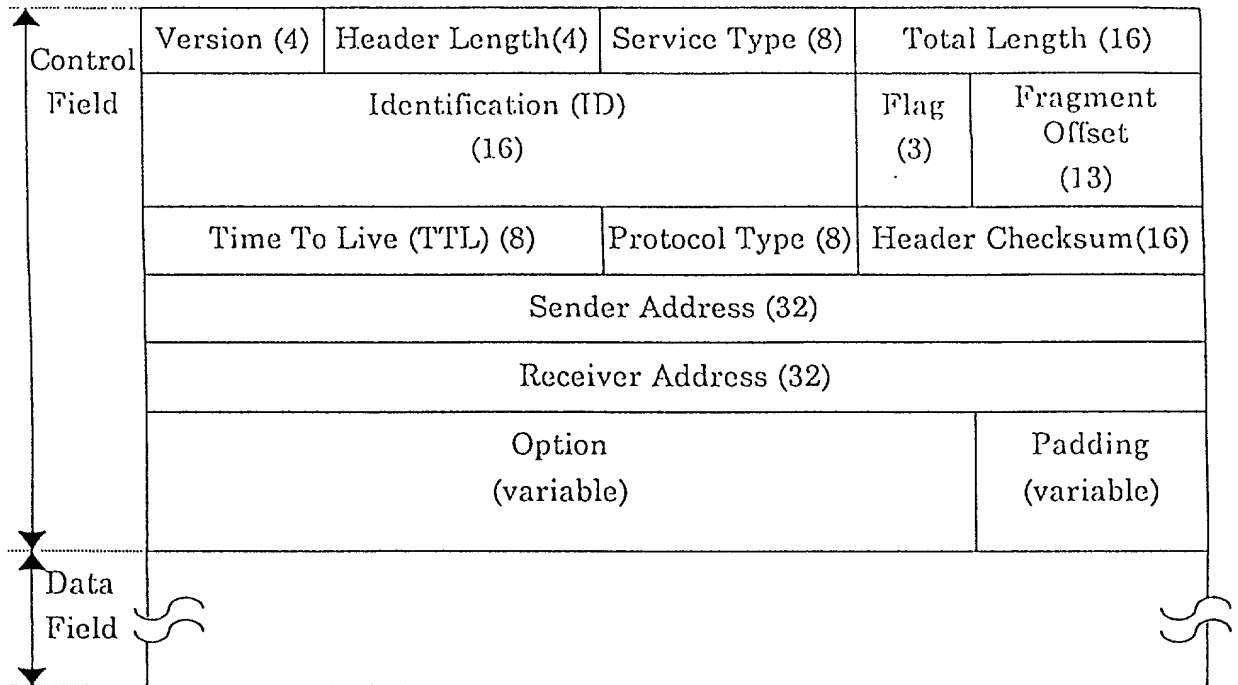 Control
Field
Version (4)
Header Length(4)
Service Type (8)
Total Length (16)
Identification (ID)
(16)
Flag
(3)
Fragment
Offset
(13)
Time To Live (TTL) (8)
Protocol Type (8)
Header Checksum(16)
Sender Address (32)
Receiver Address (32)
Option
(variable)
Padding
(variable)
Data
Field